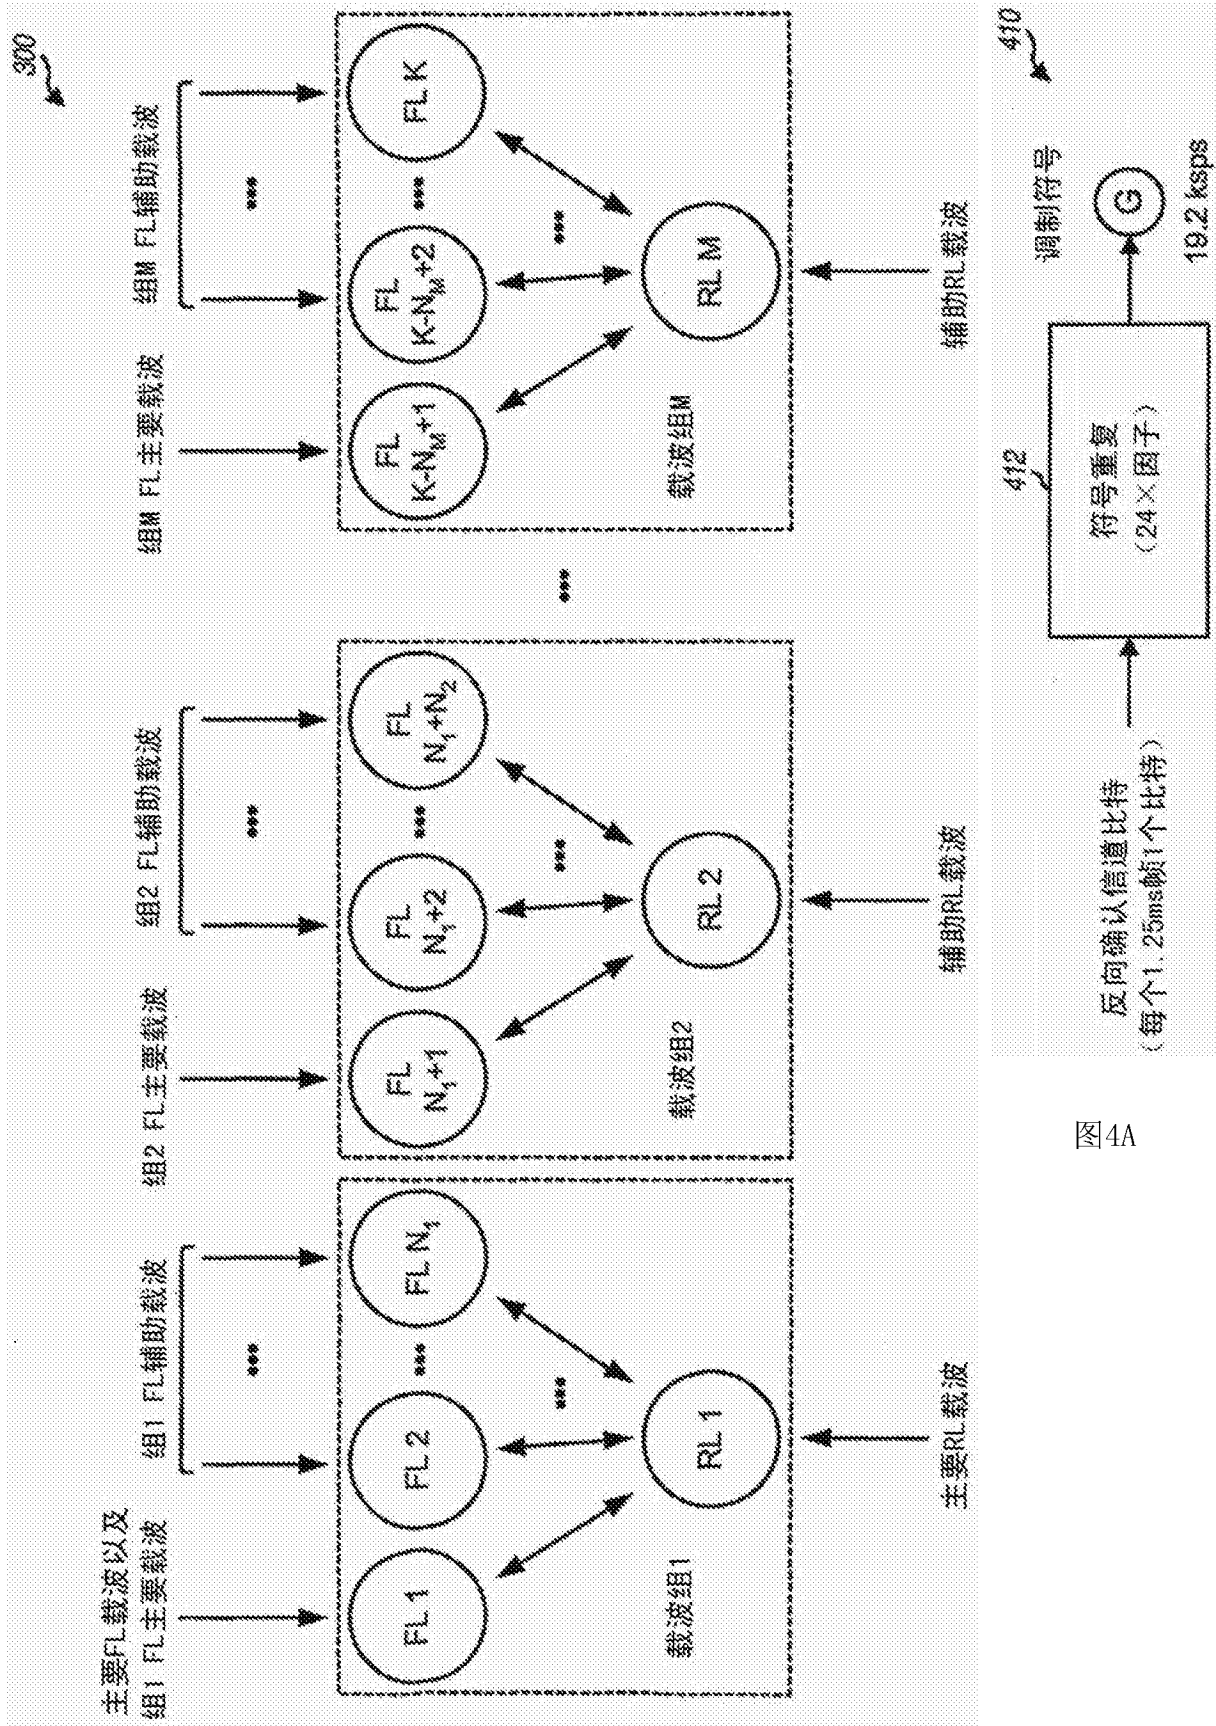 300
主要FL载波以及
组1 FL主要载波
组1 FL辅助载波
组2 FL主要载波
组2 FL辅助载波
组M FL主要载波
组M FL辅助载波
FL 1
FL 2
FL N₁
RL 1
载波组1
主要RL载波
FL
N₁+1
FL
N₁+2
FL
N₁+N₂
RL 2
载波组2
辅助RL载波
FL
K-N_M+1
FL
K-N_M+2
FL K
RL M
载波组M
辅助RL载波
410
反向确认信道比特
(每个1.25ms帧1个比特)
412
符号重复
(24×因子)
调制符号
G
19.2 ksps
图4A